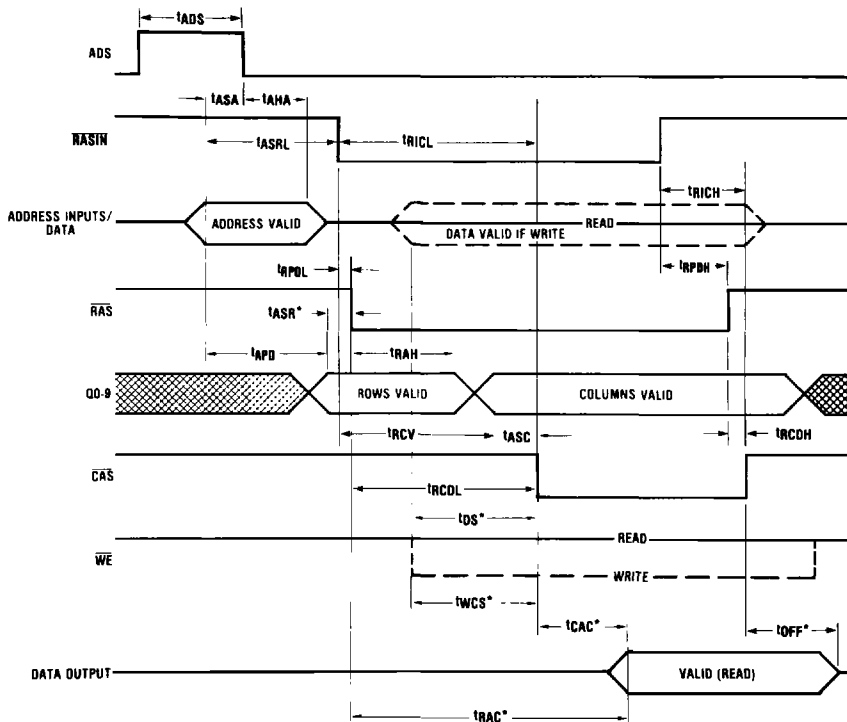 tADS
ADS
tASA tAHA
RASIN
tASRL tRICL
tRICH
ADDRESS INPUTS/
DATA
ADDRESS VALID
READ
DATA VALID IF WRITE
tRPDL
tRPDH
RAS
tASR*
tAPD tRAH
Q0-9
ROWS VALID COLUMNS VALID
tRCV tASC tRCDH
CAS
tRCDL
tDS*
READ
WE
WRITE
tWCS*
tCAC* tOFF*
DATA OUTPUT
VALID (READ)
tRAC*